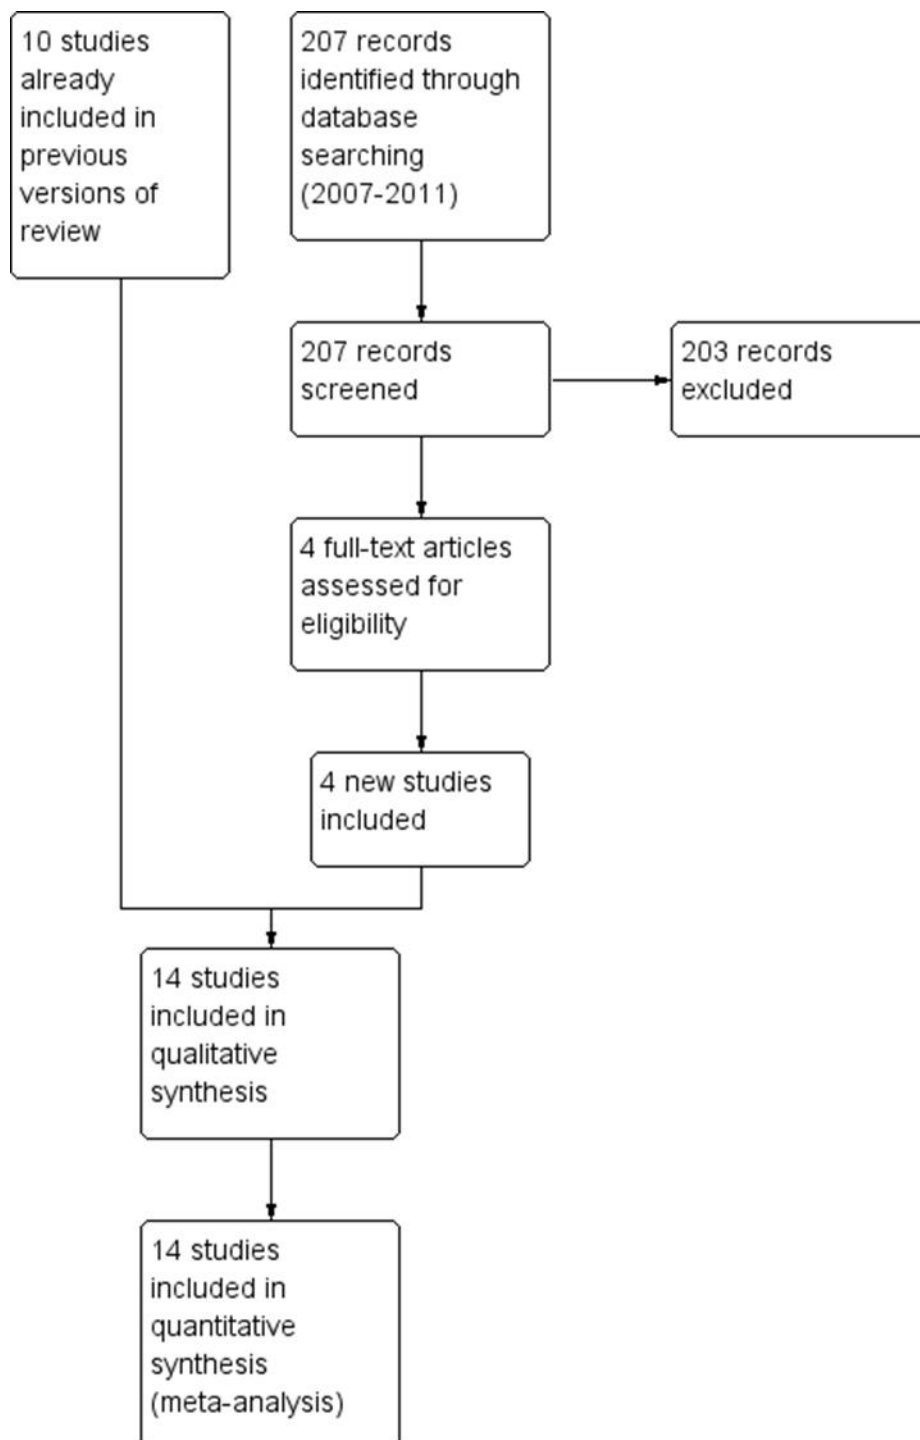 10 studies
already
included in
previous
versions of
review
207 records
identified through
database
searching
(2007-2011)
207 records
screened
203 records
excluded
4 full-text articles
assessed for
eligibility
4 new studies
included
14 studies
included in
qualitative
synthesis
14 studies
included in
quantitative
synthesis
(meta-analysis)